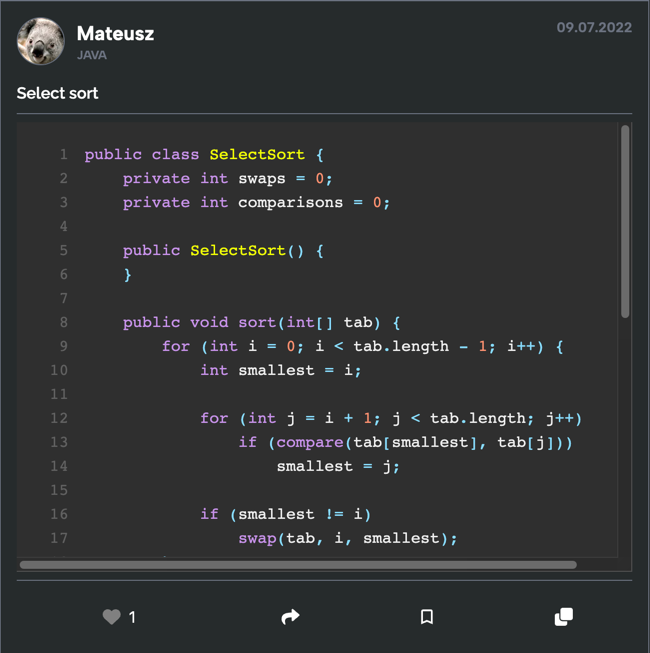 Mateusz
09.07.2022
JAVA
Select sort
1 public class SelectSort {
2     private int swaps = 0;
3     private int comparisons = 0;
4
5     public SelectSort() {
6     }
7
8     public void sort(int[] tab) {
9         for (int i = 0; i < tab.length - 1; i++) {
10             int smallest = i;
11
12             for (int j = i + 1; j < tab.length; j++)
13                 if (compare(tab[smallest], tab[j]))
14                     smallest = j;
15
16             if (smallest != i)
17                 swap(tab, i, smallest);
1